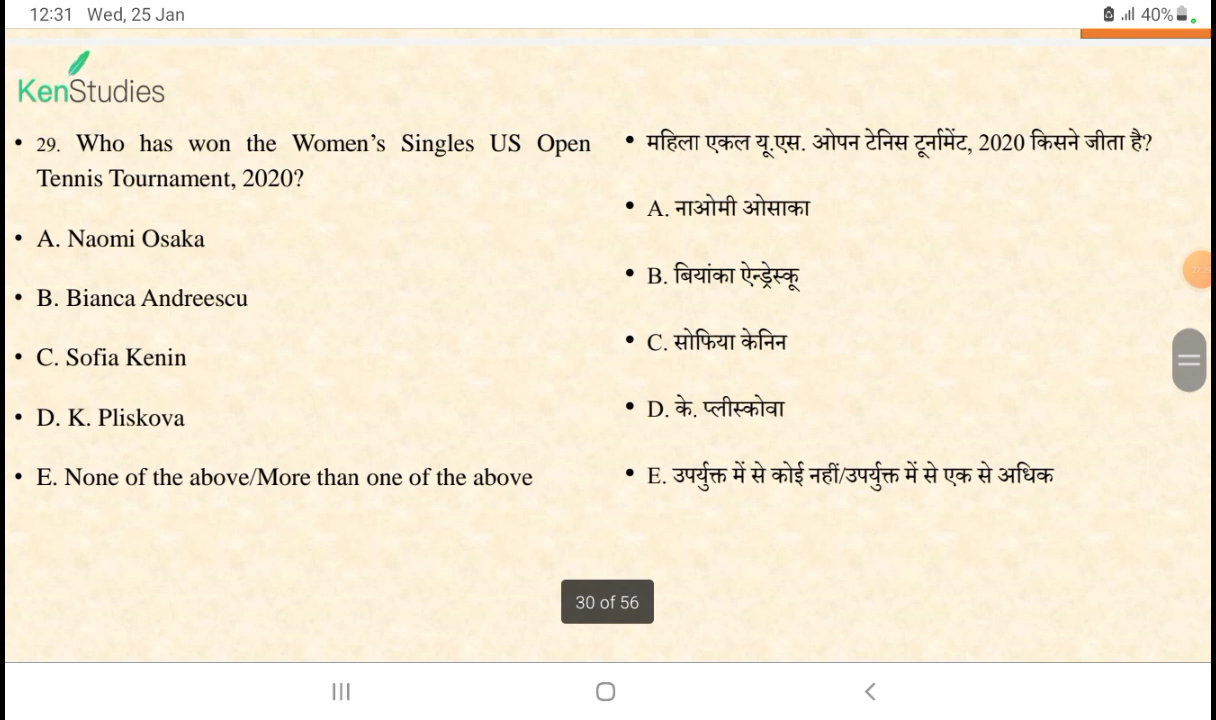 12:31 Wed, 25 Jan
40%
KenStudies
• 29. Who has won the Women's Singles US Open
Tennis Tournament, 2020?
• A. Naomi Osaka
• B. Bianca Andreescu
• C. Sofia Kenin
• D. K. Pliskova
• E. None of the above/More than one of the above
• महिला एकल यू.एस. ओपन टेनिस टूर्नामेंट, 2020 किसने जीता है?
• A. नाओमी ओसाका
• B. बियांका ऐन्ड्रेस्कू
• C. सोफिया केनिन
• D. के. प्लीस्कोवा
• E. उपर्युक्त में से कोई नहीं/उपर्युक्त में से एक से अधिक
30 of 56